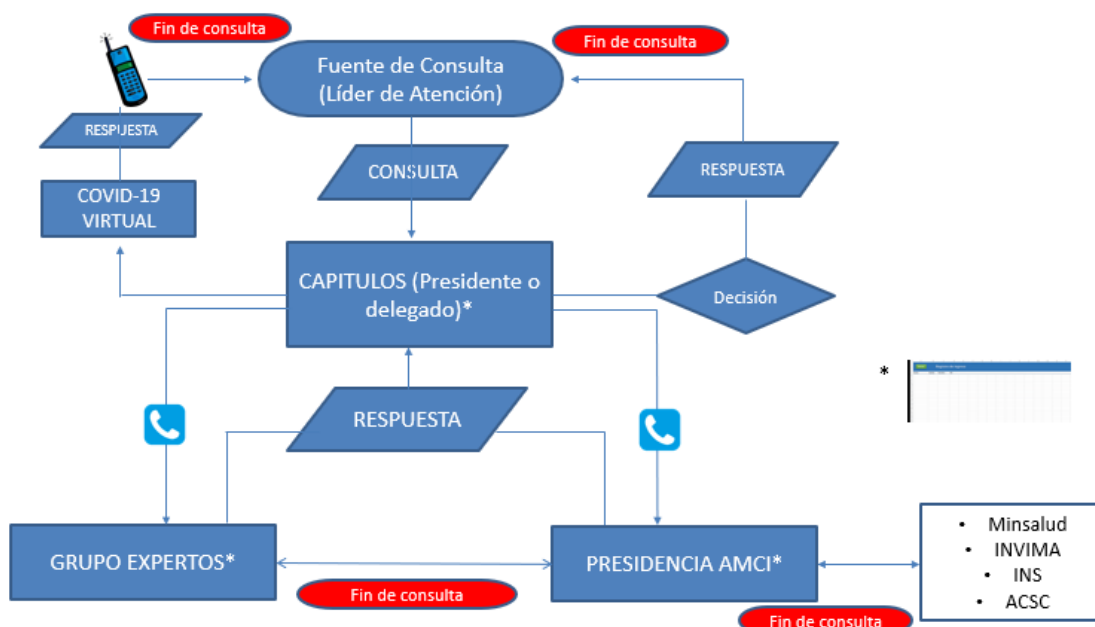 Fin de consulta
Fin de consulta
Fuente de Consulta
(Líder de Atención)
RESPUESTA
CONSULTA
RESPUESTA
COVID-19
VIRTUAL
CAPITULOS (Presidente o
delegado)*
Decisión
*
RESPUESTA
GRUPO EXPERTOS*
PRESIDENCIA AMCI*
• Minsalud
• INVIMA
• INS
• ACSC
Fin de consulta
Fin de consulta